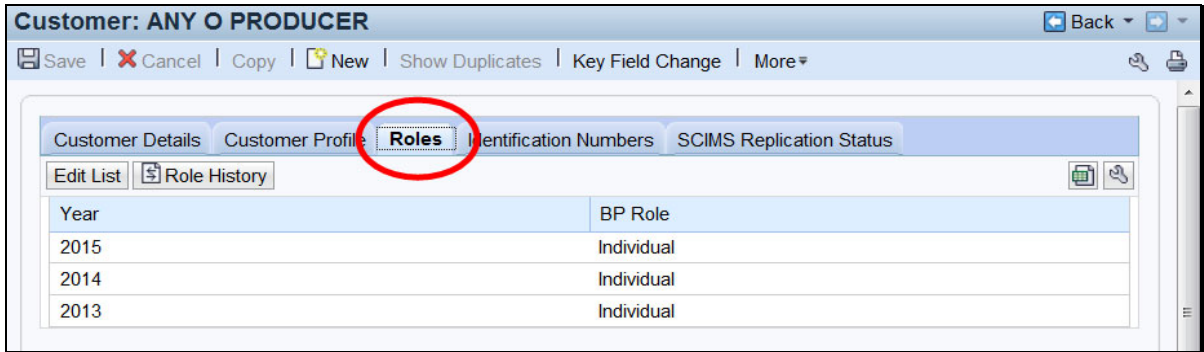 Customer: ANY O PRODUCER Back
Save | Cancel | Copy | New | Show Duplicates | Key Field Change | More
Customer Details Customer Profile Roles Identification Numbers SCIMS Replication Status
Edit List Role History
Year BP Role
2015 Individual
2014 Individual
2013 Individual